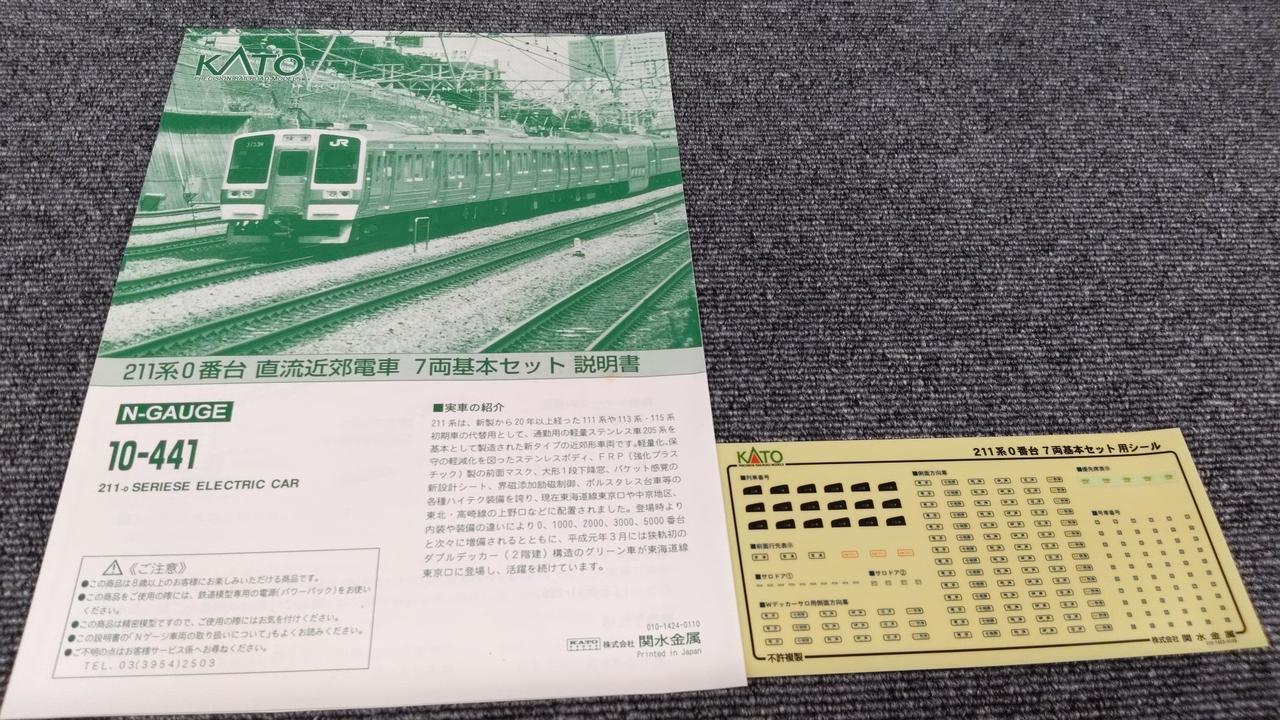 KATO
PRECISION RAILROAD MODELS
JR
211系0番台 直流近郊電車 7両基本セット 説明書
N-GAUGE
10-441
211-0 SERIESE ELECTRIC CAR
《ご注意》
●この商品は8歳以上のお客様にお楽しみいただける商品です。
●この商品をご使用の際には、鉄道模型専用の電源(パワーパック)をお使い
ください。
●この商品は精密模型ですので、ご使用の際にはお気を付けください。
●この説明書の「Nゲージ車両の取り扱いについて」もよくお読みください。
●ご不明の点はお客様サービス係へお尋ねください。
TEL.03(3954)2503
■実車の紹介
211系は、新製から20年以上経った111系や113系・115系
初期車の代替用として、通勤用の軽量ステンレス車205系を
基本として製造された新タイプの近郊形車両です。軽量化、保
守の軽減化を図ったステンレスボディ、FRP(強化プラス
チック)製の前面マスク、大形1段下降窓、バケット感覚の
新設計シート、界磁添加励磁制御、ボルスタレス台車等の
各種ハイテク装備を誇り、現在東海道線東京口や中京地区、
東北・高崎線の上野口などに配置されました。登場時より
内装や装備の違いにより0、1000、2000、3000、5000番台
と次々に増備されるとともに、平成元年3月には狭軌初の
ダブルデッカー(2階建)構造のグリーン車が東海道線
東京口に登場し、活躍を続けています。
010-1424-0110
KATO 株式会社 関水金属
Printed in Japan
KATO
PRECISION RAILROAD MODELS
211系0番台7両基本セット用シール
■列車番号
■側面方向幕
■優先席表示
■号車番号
■前面行先表示
■サロドア①
■サロドア②
■Wデッカーサロ用側面方向幕
不許複製
株式会社 関水金属